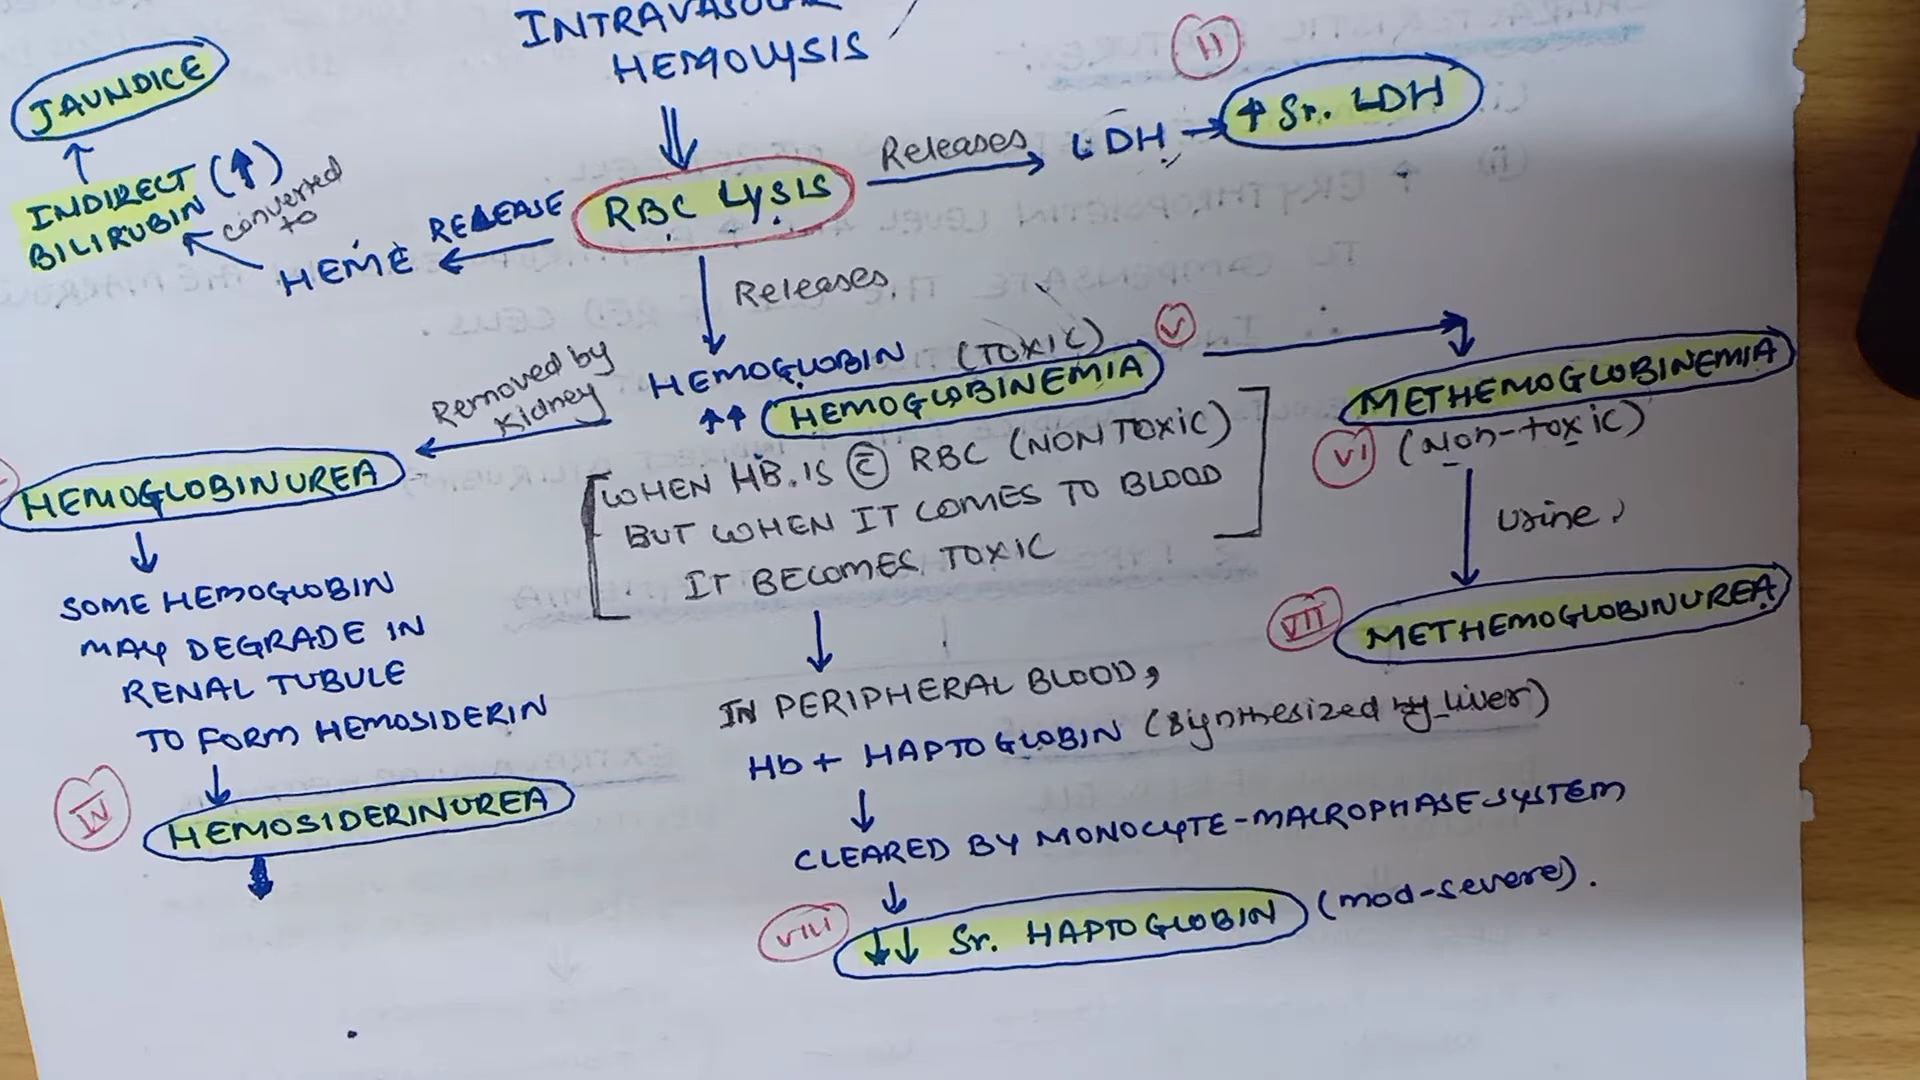 INTRAVASCULAR
HEMOLYSIS
JAUNDICE
INDIRECT (↑)
BILIRUBIN
converted
to
HEME
RELEASE
RBC LYSIS
Releases
LDH →
II
↑ Sr. LDH
Releases
HEMOGLOBIN (TOXIC)
↑↑ HEMOGLOBINEMIA
V
METHEMOGLOBINEMIA
VI (Non-toxic)
urine
VII METHEMOGLOBINUREA
Removed by
Kidney
HEMOGLOBINUREA
SOME HEMOGLOBIN
MAY DEGRADE IN
RENAL TUBULE
TO FORM HEMOSIDERIN
IV
HEMOSIDERINUREA
[WHEN HB. IS c̄ RBC (NON TOXIC)
BUT WHEN IT COMES TO BLOOD
IT BECOMES TOXIC]
IN PERIPHERAL BLOOD,
Hb + HAPTOGLOBIN (Synthesized by liver)
CLEARED BY MONOCYTE-MACROPHASE SYSTEM
VIII ↓↓ Sr. HAPTOGLOBIN (mod-severe).